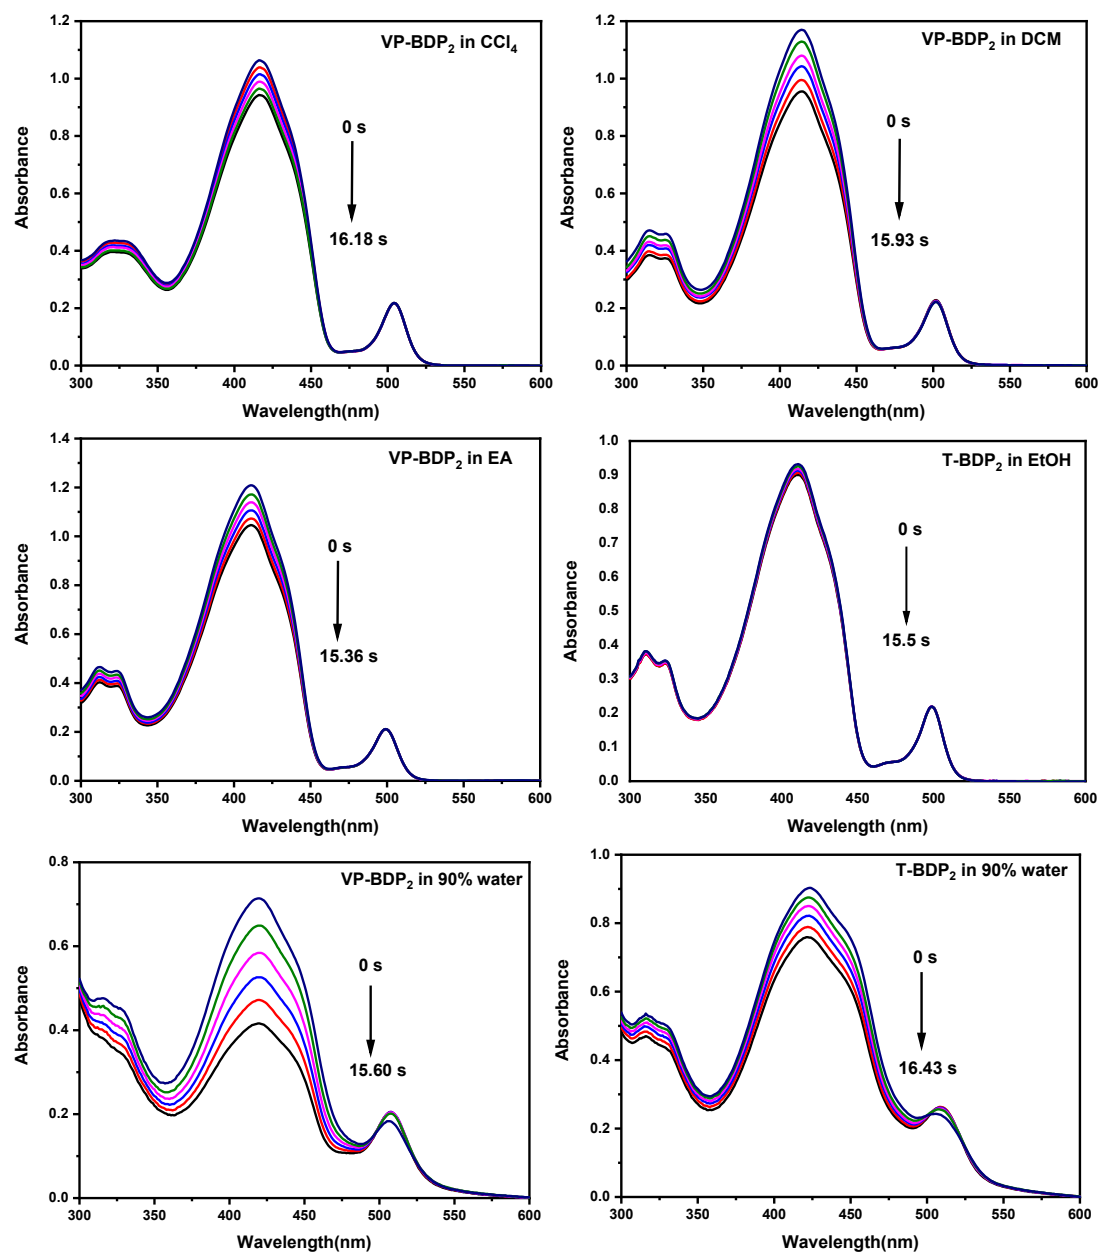 VP-BDP2 in CCl4
0 s
16.18 s
Absorbance
0.0
0.2
0.4
0.6
0.8
1.0
1.2
300 350 400 450 500 550 600
Wavelength(nm)
VP-BDP2 in DCM
0 s
15.93 s
Absorbance
0.0
0.2
0.4
0.6
0.8
1.0
1.2
300 350 400 450 500 550 600
Wavelength(nm)
VP-BDP2 in EA
0 s
15.36 s
Absorbance
0.0
0.2
0.4
0.6
0.8
1.0
1.2
1.4
300 350 400 450 500 550 600
Wavelength(nm)
T-BDP2 in EtOH
0 s
15.5 s
Absorbance
0.0
0.1
0.2
0.3
0.4
0.5
0.6
0.7
0.8
0.9
1.0
300 350 400 450 500 550 600
Wavelength (nm)
VP-BDP2 in 90% water
0 s
15.60 s
Absorbance
0.0
0.2
0.4
0.6
0.8
300 350 400 450 500 550 600
Wavelength(nm)
T-BDP2 in 90% water
0 s
16.43 s
Absorbance
0.0
0.2
0.4
0.6
0.8
1.0
300 350 400 450 500 550 600
Wavelength(nm)